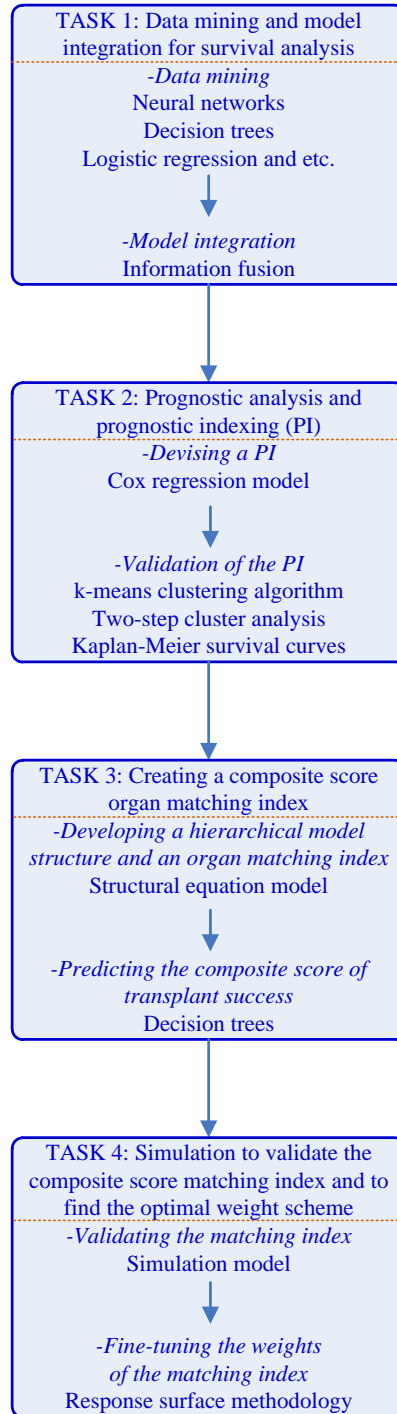 TASK 1: Data mining and model
integration for survival analysis
-Data mining
Neural networks
Decision trees
Logistic regression and etc.
-Model integration
Information fusion
TASK 2: Prognostic analysis and
prognostic indexing (PI)
-Devising a PI
Cox regression model
-Validation of the PI
k-means clustering algorithm
Two-step cluster analysis
Kaplan-Meier survival curves
TASK 3: Creating a composite score
organ matching index
-Developing a hierarchical model
structure and an organ matching index
Structural equation model
-Predicting the composite score of
transplant success
Decision trees
TASK 4: Simulation to validate the
composite score matching index and to
find the optimal weight scheme
-Validating the matching index
Simulation model
-Fine-tuning the weights
of the matching index
Response surface methodology